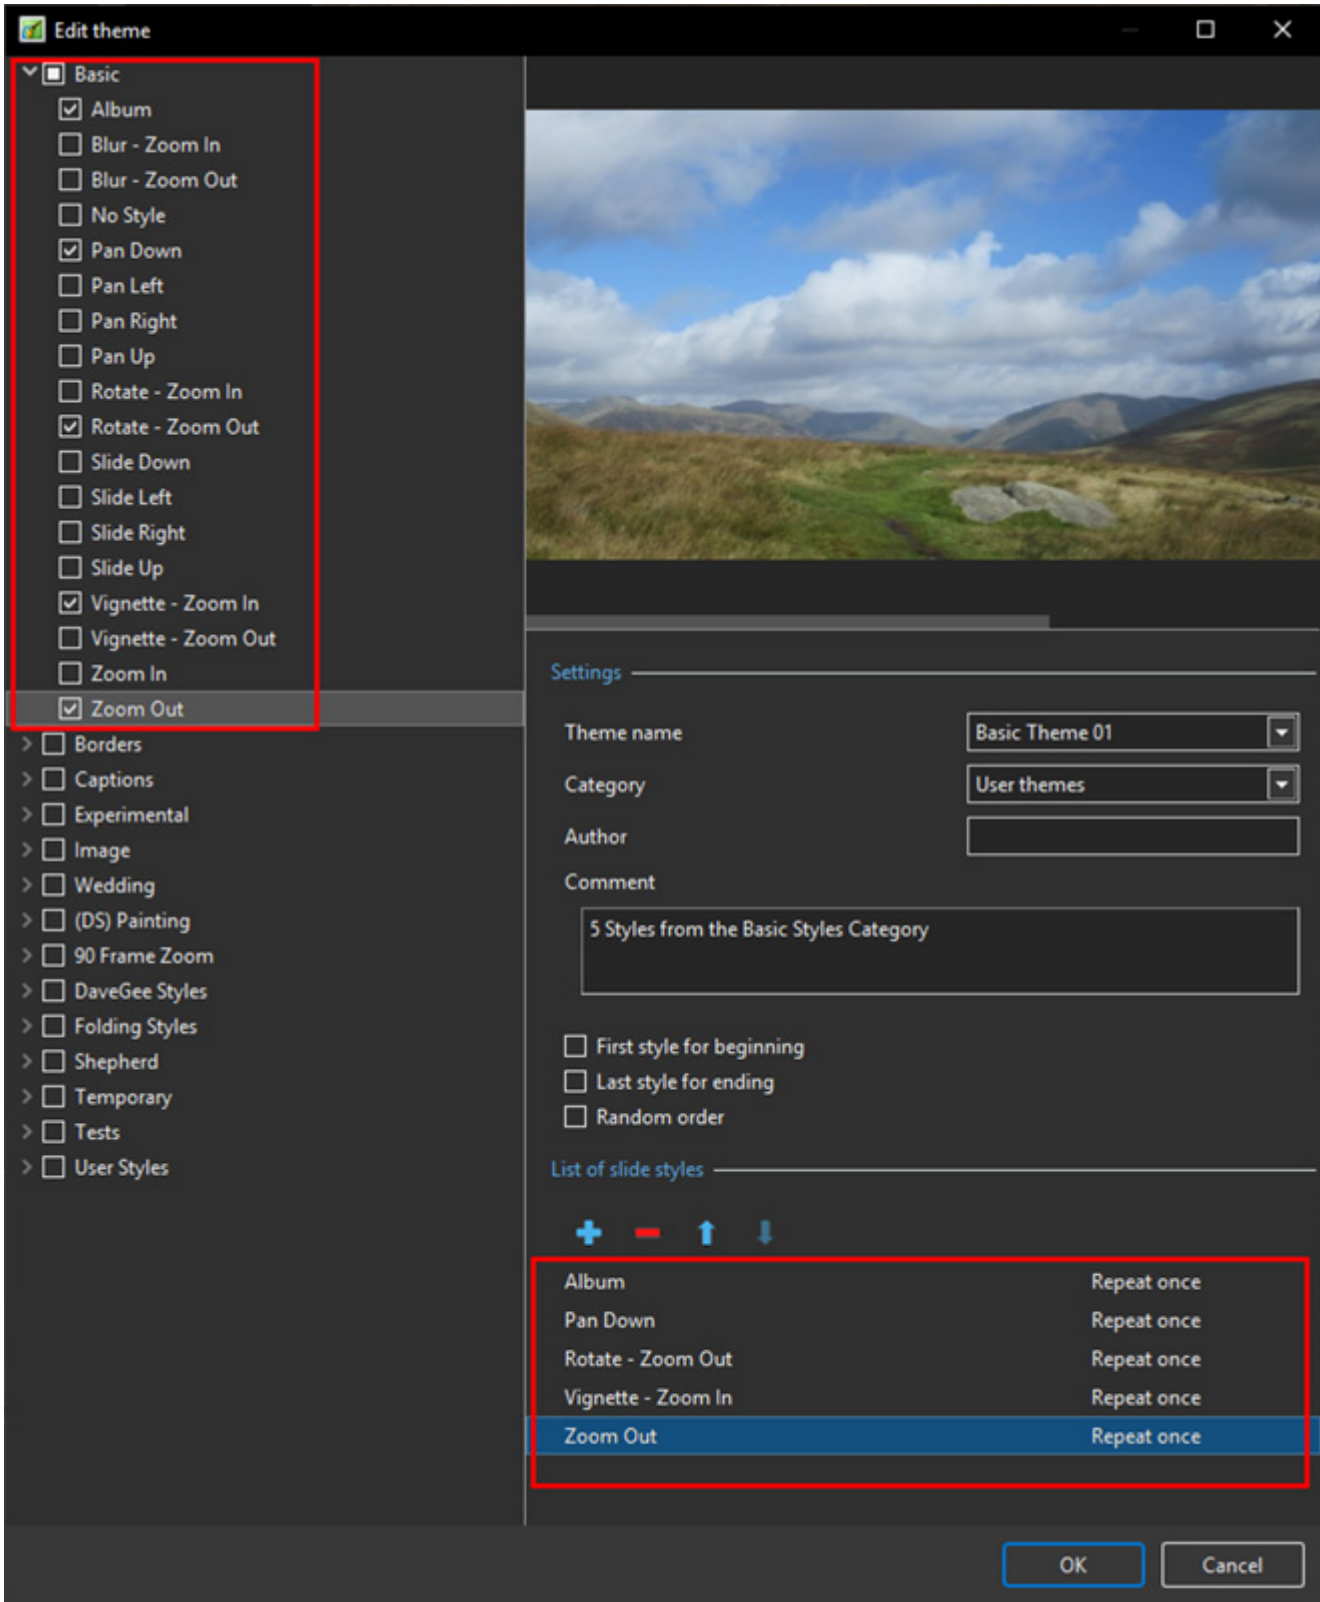 Edit theme
Basic
Album
Blur - Zoom In
Blur - Zoom Out
No Style
Pan Down
Pan Left
Pan Right
Pan Up
Rotate - Zoom In
Rotate - Zoom Out
Slide Down
Slide Left
Slide Right
Slide Up
Vignette - Zoom In
Vignette - Zoom Out
Zoom In
Zoom Out
Borders
Captions
Experimental
Image
Wedding
(DS) Painting
90 Frame Zoom
DaveGee Styles
Folding Styles
Shepherd
Temporary
Tests
User Styles
Settings
Theme name Basic Theme 01
Category User themes
Author
Comment
5 Styles from the Basic Styles Category
First style for beginning
Last style for ending
Random order
List of slide styles
Album Repeat once
Pan Down Repeat once
Rotate - Zoom Out Repeat once
Vignette - Zoom In Repeat once
Zoom Out Repeat once
OK Cancel